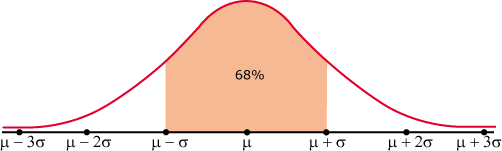 68%
μ − 3σ μ − 2σ μ − σ μ μ + σ μ + 2σ μ + 3σ